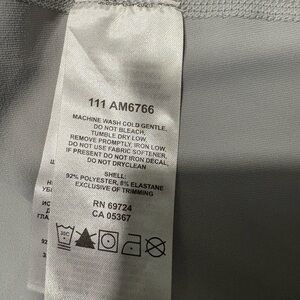 111 AM6766
MACHINE WASH COLD GENTLE.
DO NOT BLEACH.
TUMBLE DRY LOW.
REMOVE PROMPTLY, IRON LOW.
DO NOT USE FABRIC SOFTENER.
IF PRESENT DO NOT IRON DECAL.
DO NOT DRYCLEAN
SHELL:
92% POLYESTER, 8% ELASTANE
EXCLUSIVE OF TRIMMING
RN 69724
CA 05367
30C